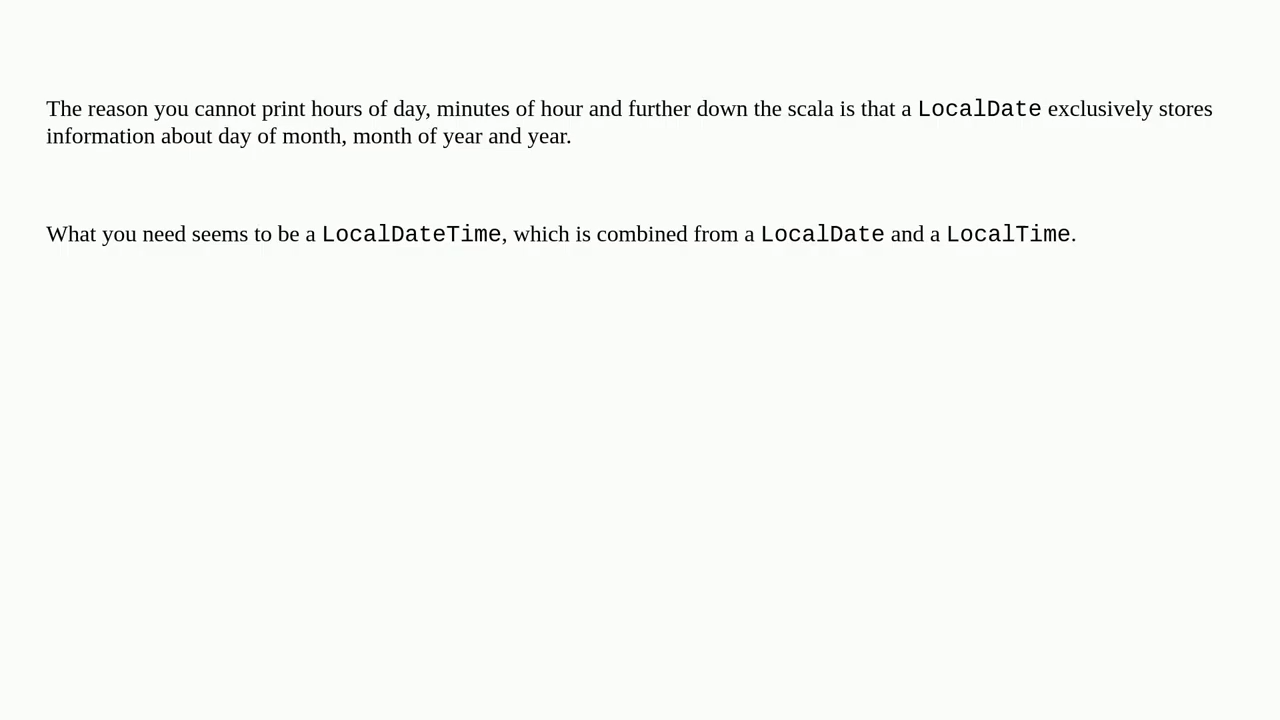 The reason you cannot print hours of day, minutes of hour and further down the scala is that a LocalDate exclusively stores
information about day of month, month of year and year.
What you need seems to be a LocalDateTime, which is combined from a LocalDate and a LocalTime.